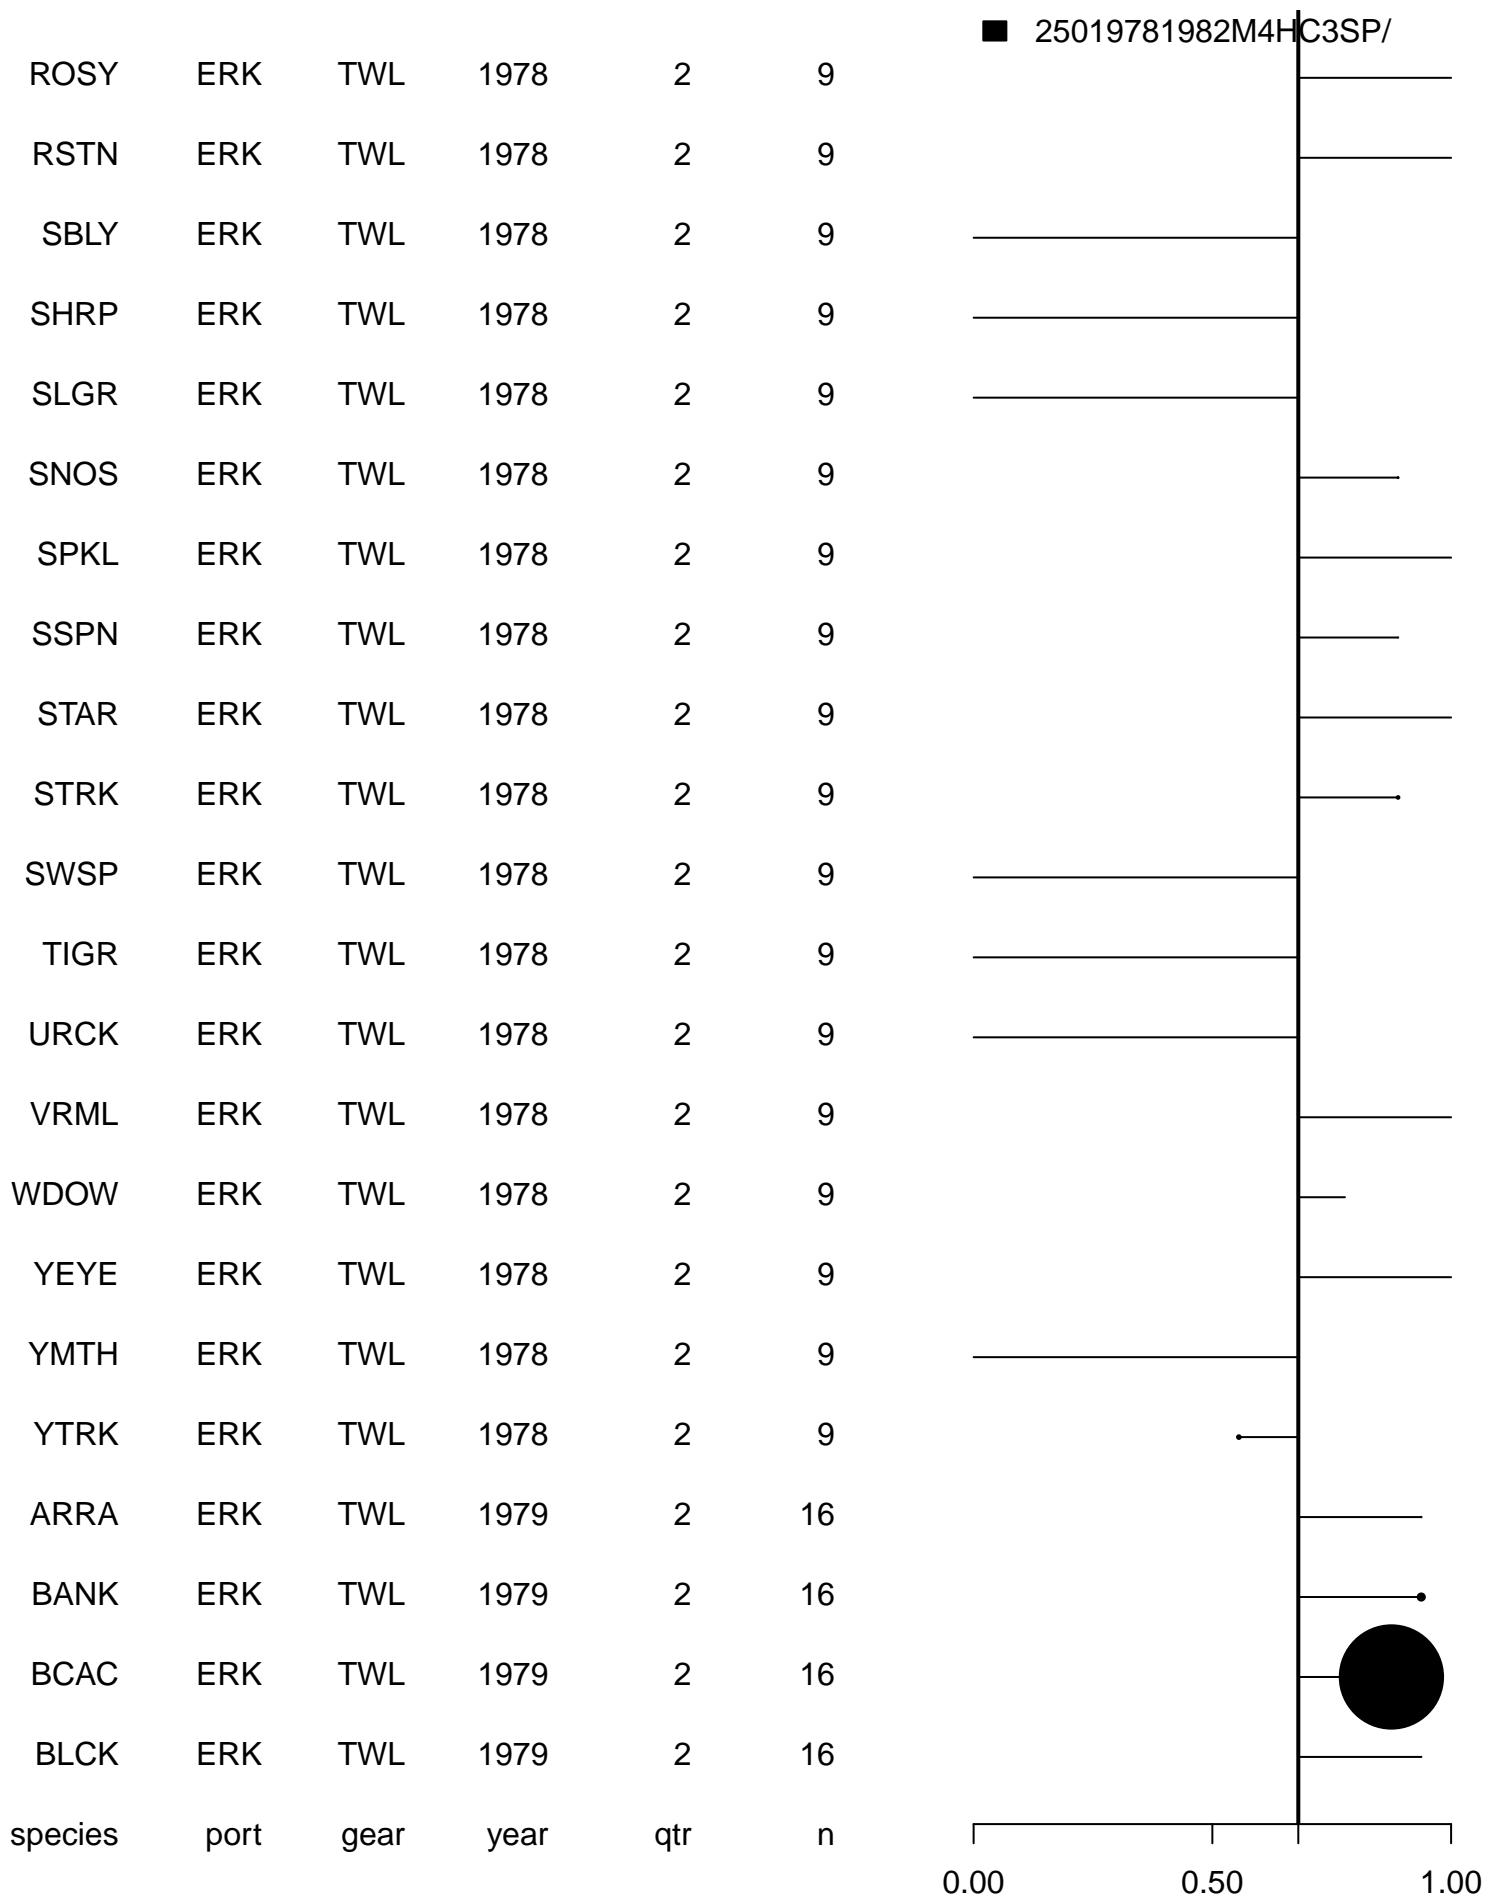 25019781982M4HC3SP/
ROSY ERK TWL 1978 2 9
RSTN ERK TWL 1978 2 9
SBLY ERK TWL 1978 2 9
SHRP ERK TWL 1978 2 9
SLGR ERK TWL 1978 2 9
SNOS ERK TWL 1978 2 9
SPKL ERK TWL 1978 2 9
SSPN ERK TWL 1978 2 9
STAR ERK TWL 1978 2 9
STRK ERK TWL 1978 2 9
SWSP ERK TWL 1978 2 9
TIGR ERK TWL 1978 2 9
URCK ERK TWL 1978 2 9
VRML ERK TWL 1978 2 9
WDOW ERK TWL 1978 2 9
YEYE ERK TWL 1978 2 9
YMTH ERK TWL 1978 2 9
YTRK ERK TWL 1978 2 9
ARRA ERK TWL 1979 2 16
BANK ERK TWL 1979 2 16
BCAC ERK TWL 1979 2 16
BLCK ERK TWL 1979 2 16
species port gear year qtr n
0.00 0.50 1.00